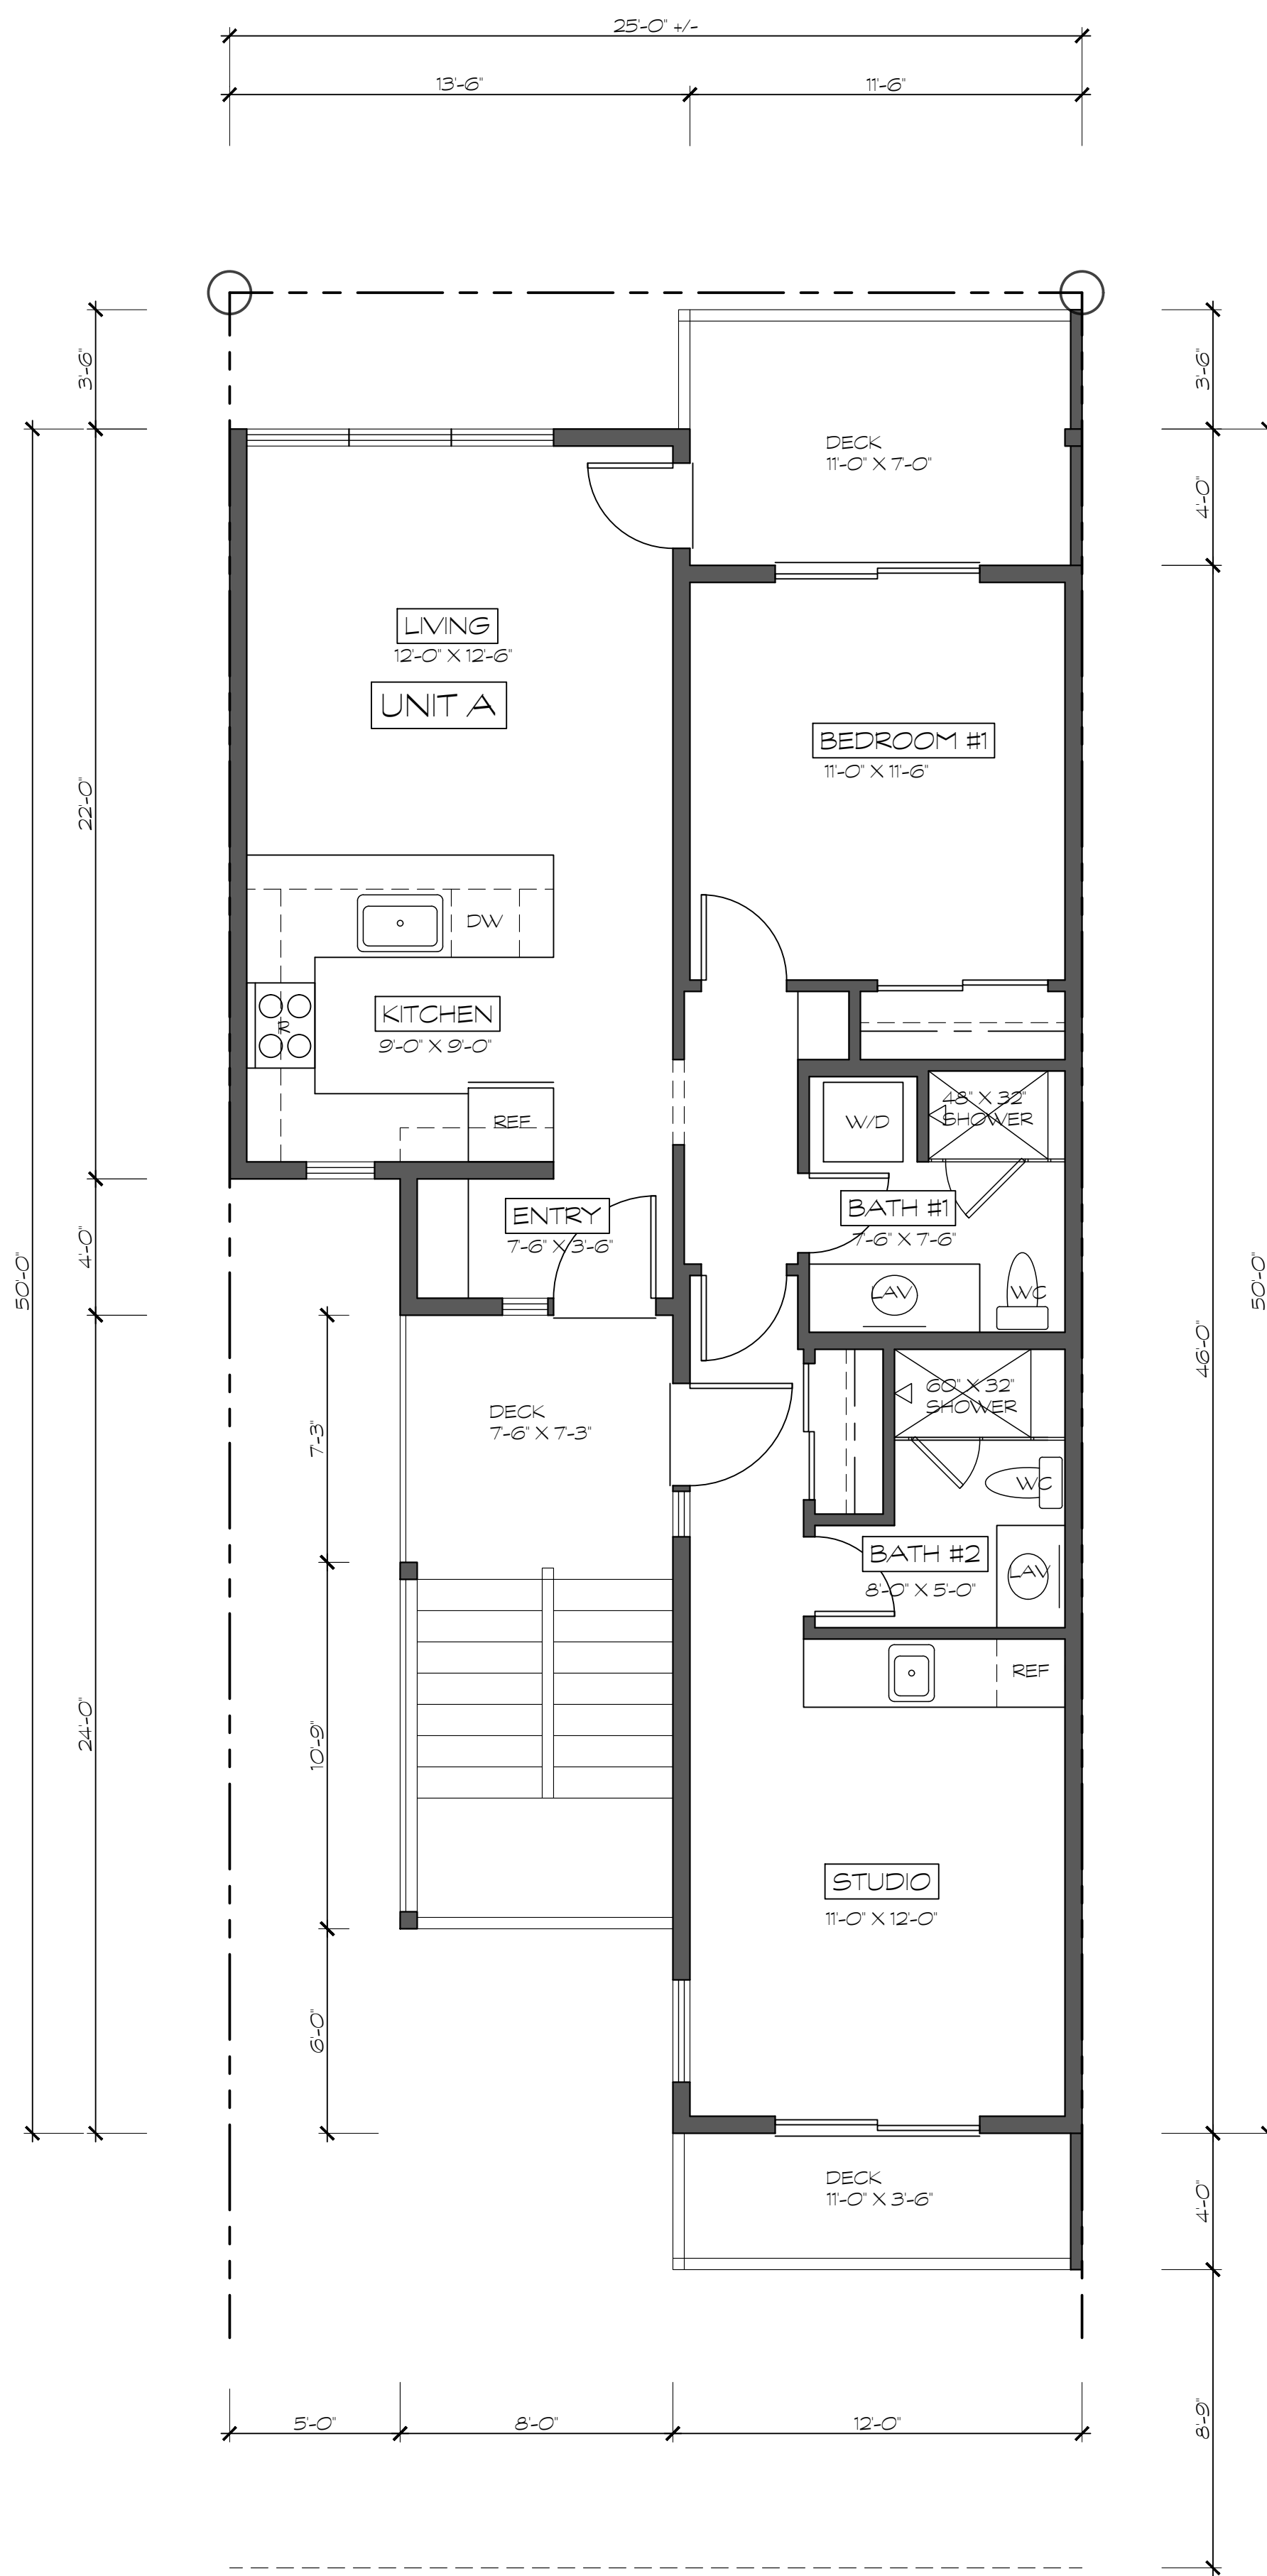 25'-0" +/-
13'-6"
11'-6"
3'-6"
3'-6"
DECK
11'-0" X 7'-0"
4'-0"
LIVING
12'-0" X 12'-6"
UNIT A
BEDROOM #1
11'-0" X 11'-6"
22'-0"
DW
KITCHEN
9'-0" X 9'-0"
R
REF
W/D
48" X 32"
SHOWER
ENTRY
7'-6" X 3'-6"
BATH #1
7'-6" X 7'-6"
4'-0"
50'-0"
50'-0"
LAV
WC
46'-0"
60" X 32"
SHOWER
DECK
7'-6" X 7'-3"
7'-3"
WC
BATH #2
8'-0" X 5'-0"
LAV
REF
24'-0"
10'-9"
STUDIO
11'-0" X 12'-0"
6'-0"
DECK
11'-0" X 3'-6"
4'-0"
5'-0"
8'-0"
12'-0"
8'-9"